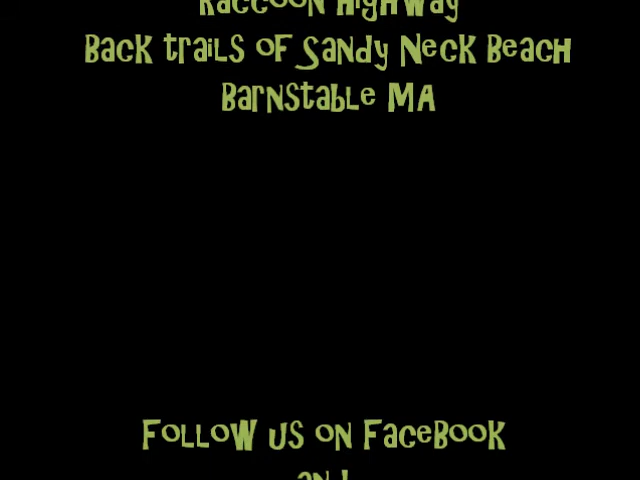 Raccoon Highway
Back trails of Sandy Neck Beach
Barnstable MA
Follow us on Facebook